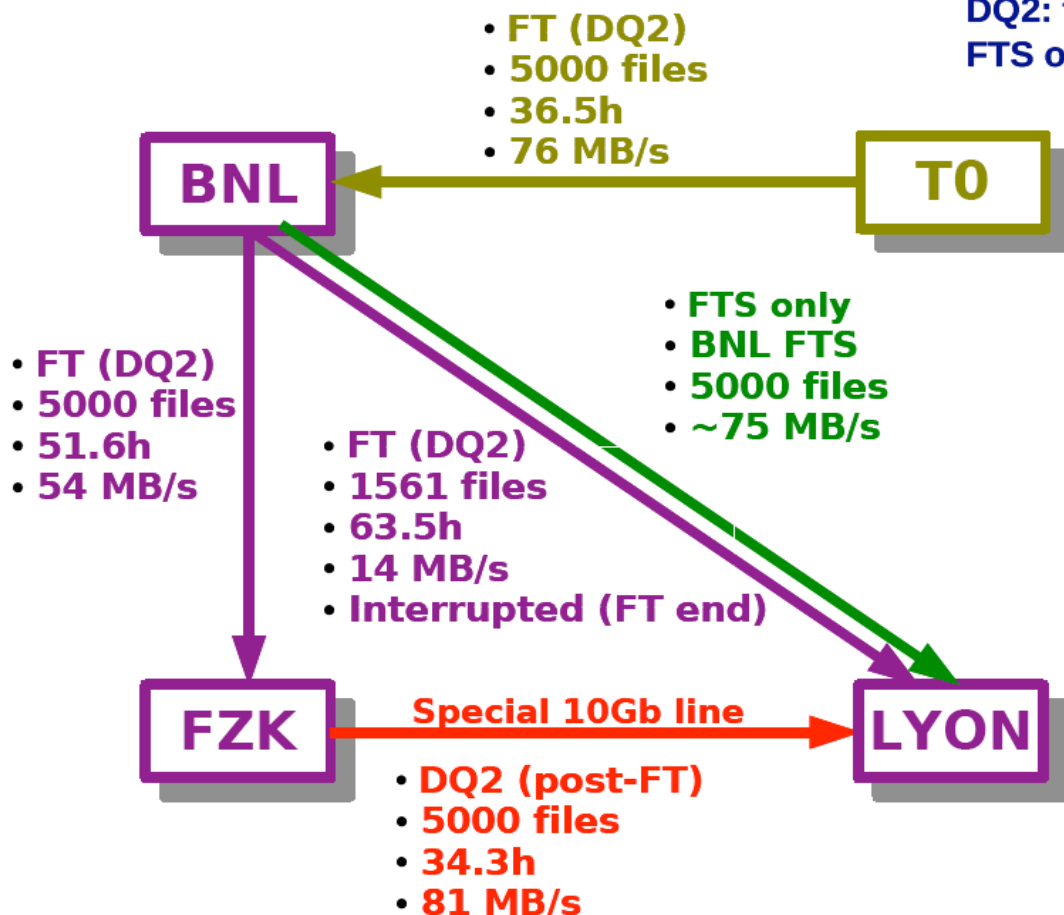 DQ2:
FTS
• FT (DQ2)
• 5000 files
• 36.5h
• 76 MB/s
BNL
T0
• FTS only
• BNL FTS
• 5000 files
• ~75 MB/s
• FT (DQ2)
• 5000 files
• 51.6h
• 54 MB/s
• FT (DQ2)
• 1561 files
• 63.5h
• 14 MB/s
• Interrupted (FT end)
FZK
Special 10Gb line
LYON
• DQ2 (post-FT)
• 5000 files
• 34.3h
• 81 MB/s